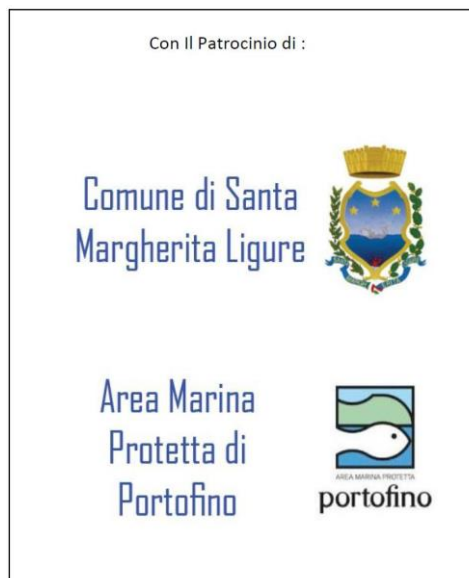 Con Il Patrocinio di :
Comune di Santa
Margherita Ligure
Area Marina
Protetta di
Portofino
AREA MARINA PROTETTA
portofino